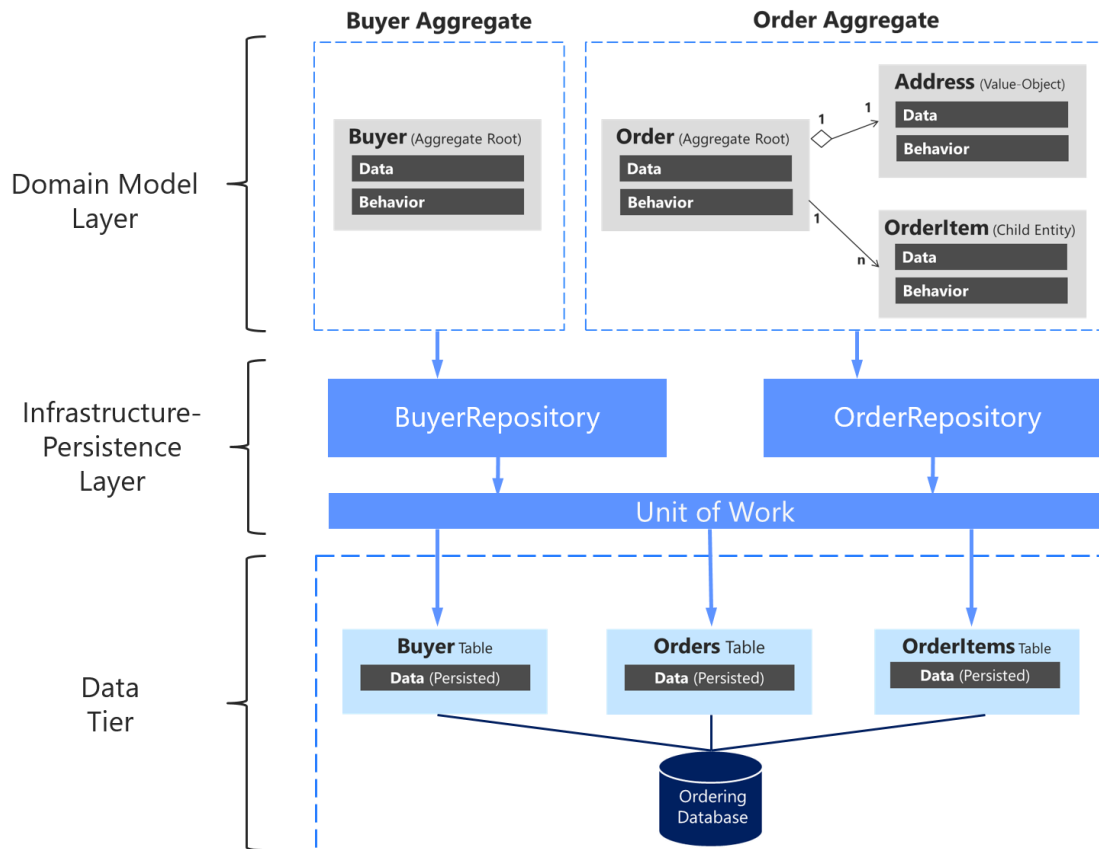 Buyer Aggregate
Order Aggregate
Domain Model
Layer
Buyer (Aggregate Root)
Data
Behavior
Order (Aggregate Root)
Data
Behavior
1
1
Address (Value-Object)
Data
Behavior
1
n
OrderItem (Child Entity)
Data
Behavior
Infrastructure-
Persistence
Layer
BuyerRepository
OrderRepository
Unit of Work
Data
Tier
Buyer Table
Data (Persisted)
Orders Table
Data (Persisted)
OrderItems Table
Data (Persisted)
Ordering
Database